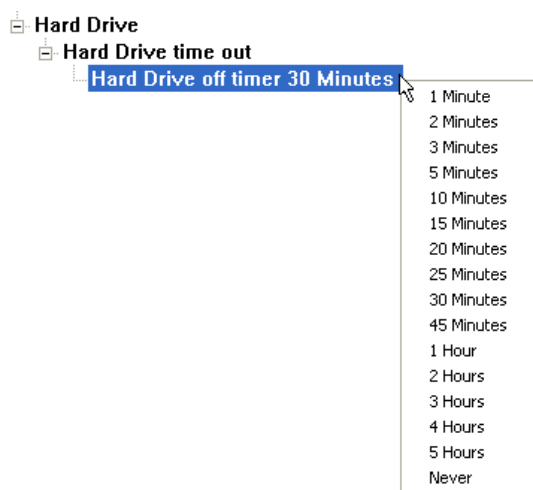 Hard Drive
Hard Drive time out
Hard Drive off timer 30 Minutes
1 Minute
2 Minutes
3 Minutes
5 Minutes
10 Minutes
15 Minutes
20 Minutes
25 Minutes
30 Minutes
45 Minutes
1 Hour
2 Hours
3 Hours
4 Hours
5 Hours
Never